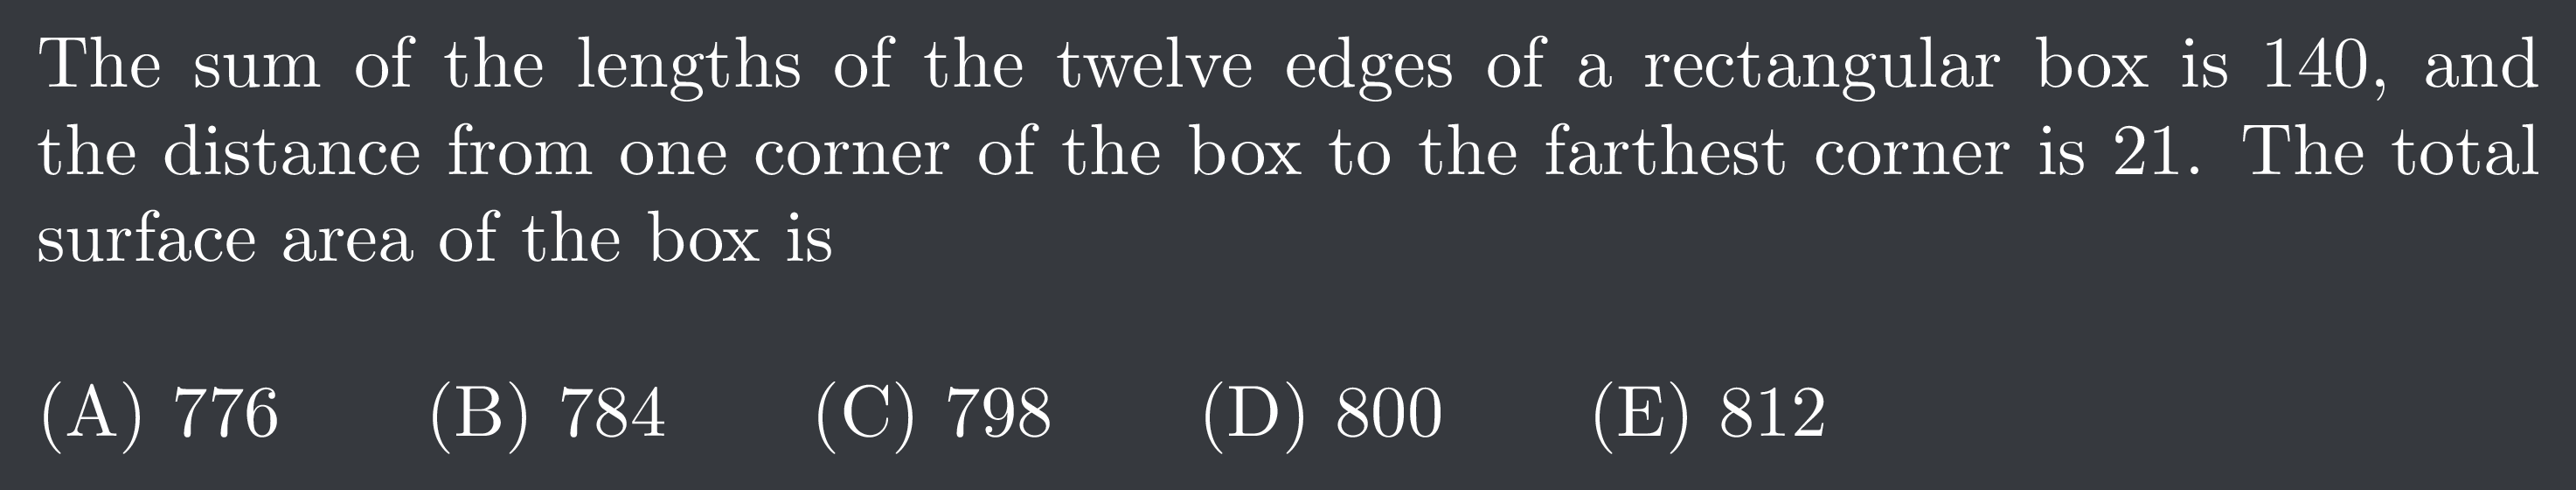 The sum of the lengths of the twelve edges of a rectangular box is 140, and
the distance from one corner of the box to the farthest corner is 21. The total
surface area of the box is
(A) 776 (B) 784 (C) 798 (D) 800 (E) 812